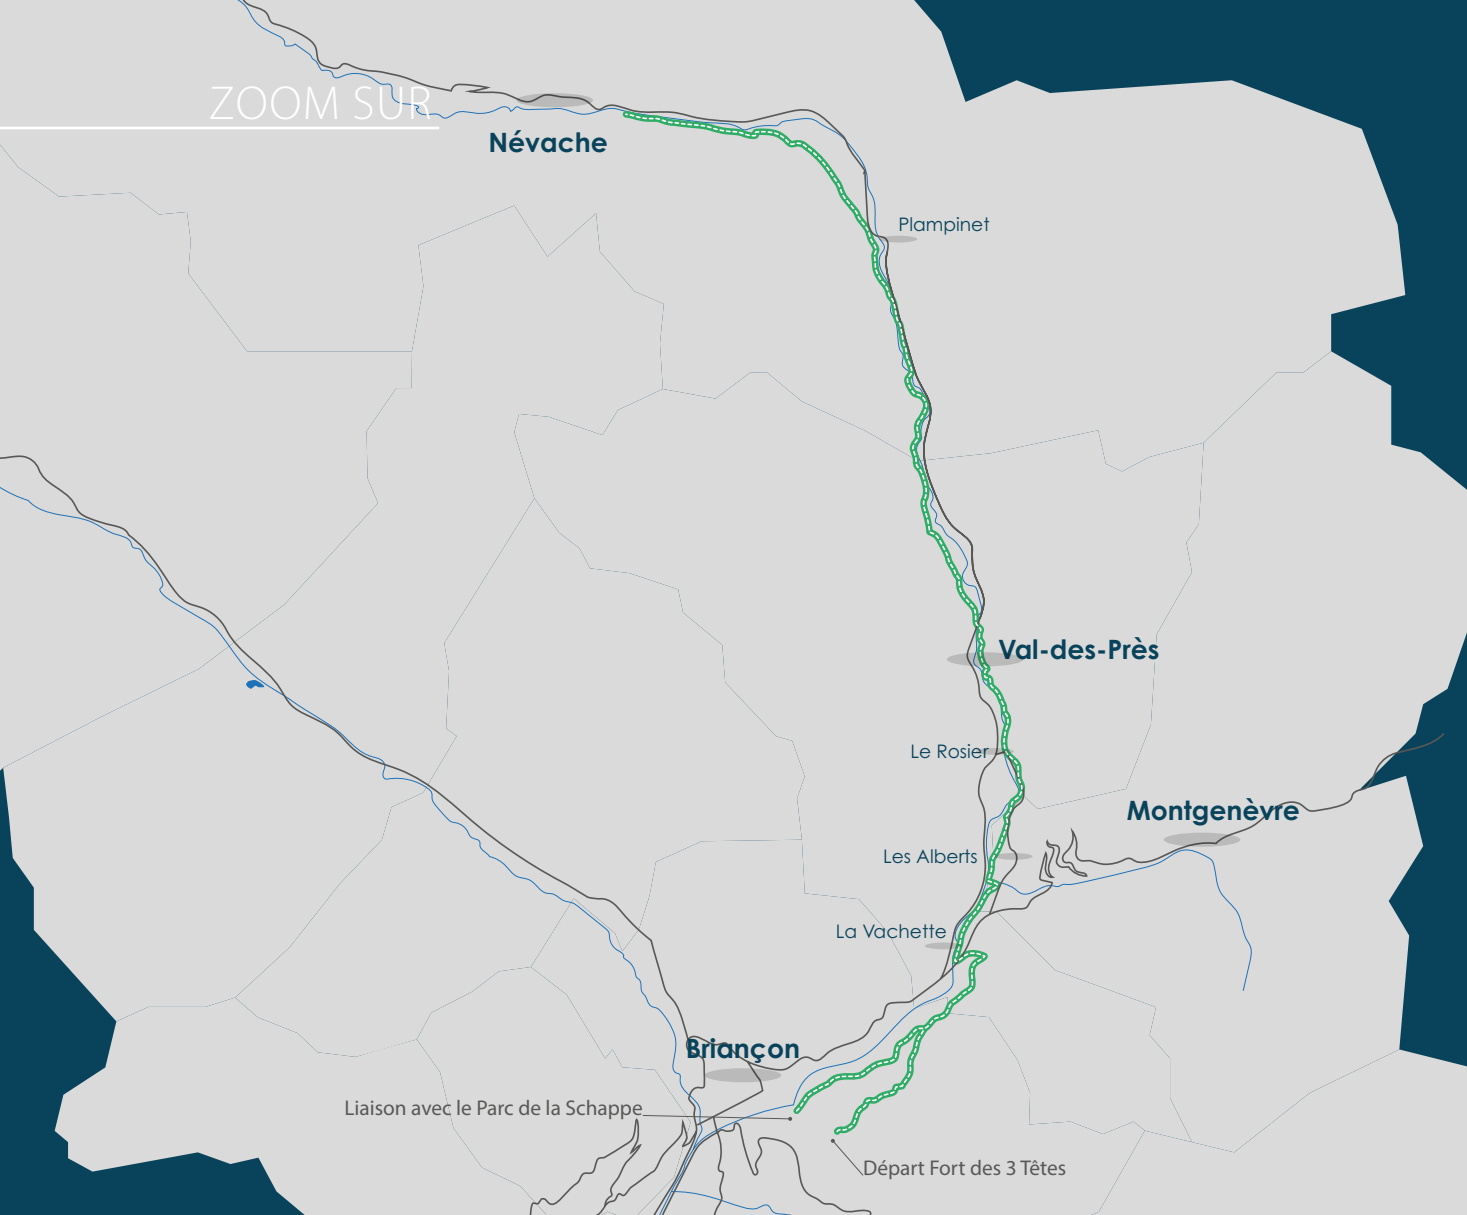 ZOOM SUR
Névache
Plampinet
Val-des-Près
Le Rosier
Montgenèvre
Les Alberts
La Vachette
Briançon
Liaison avec le Parc de la Schappe
Départ Fort des 3 Têtes